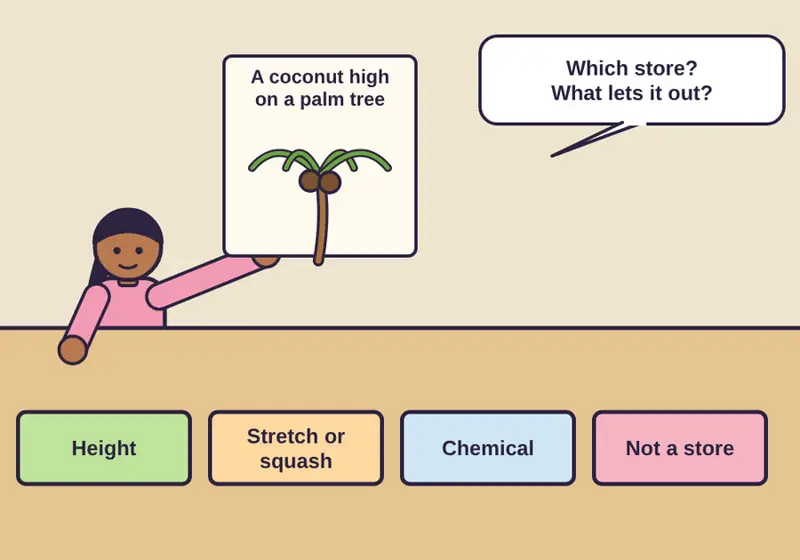 A coconut high
on a palm tree
Which store?
What lets it out?
Height
Stretch or
squash
Chemical
Not a store